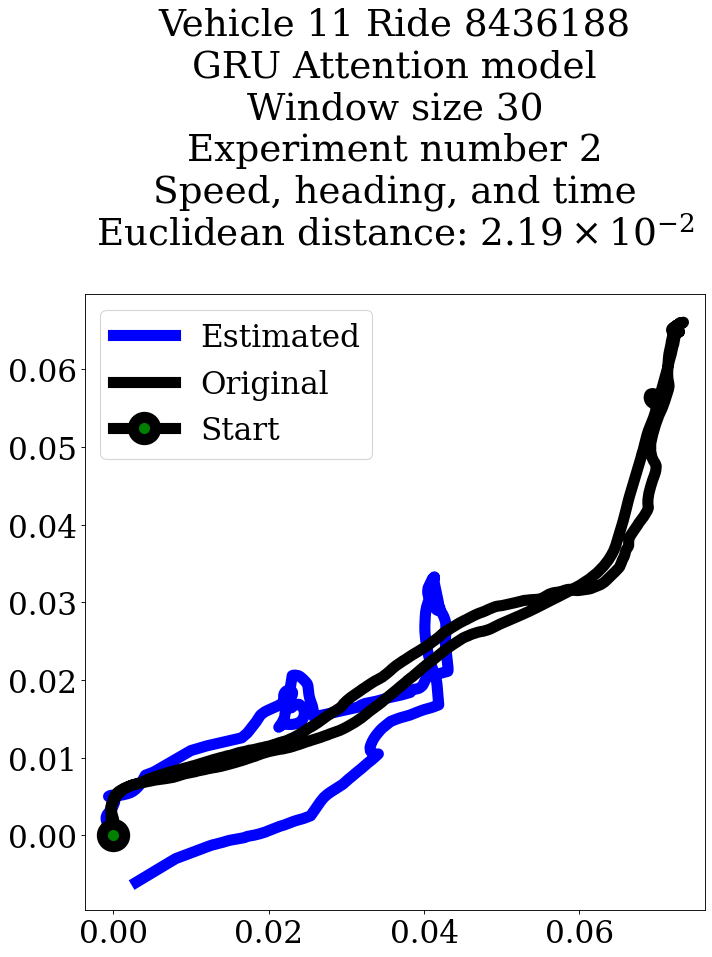 Vehicle 11 Ride 8436188
GRU Attention model
Window size 30
Experiment number 2
Speed, heading, and time
Euclidean distance: 2.19 × 10⁻²
Estimated
Original
Start
0.06
0.05
0.04
0.03
0.02
0.01
0.00
0.00 0.02 0.04 0.06